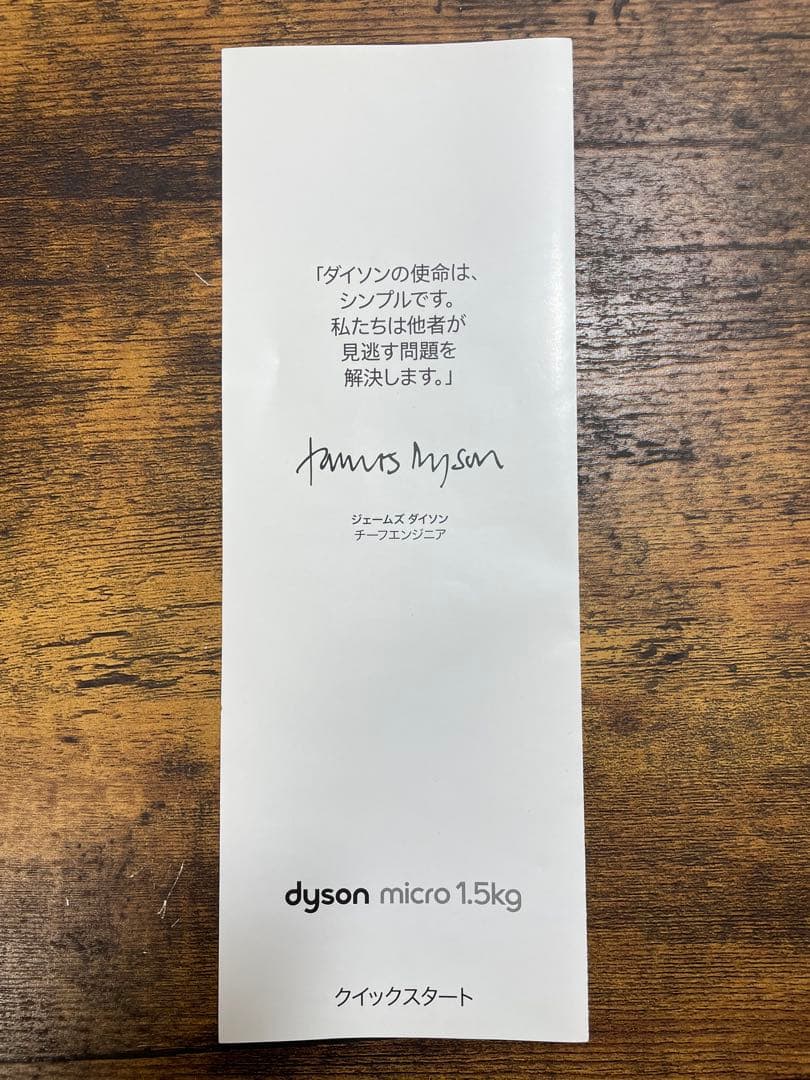 「ダイソンの使命は、
シンプルです。
私たちは他者が
見逃す問題を
解決します。」
James Dyson
ジェームズ ダイソン
チーフエンジニア
dyson micro 1.5kg
クイックスタート